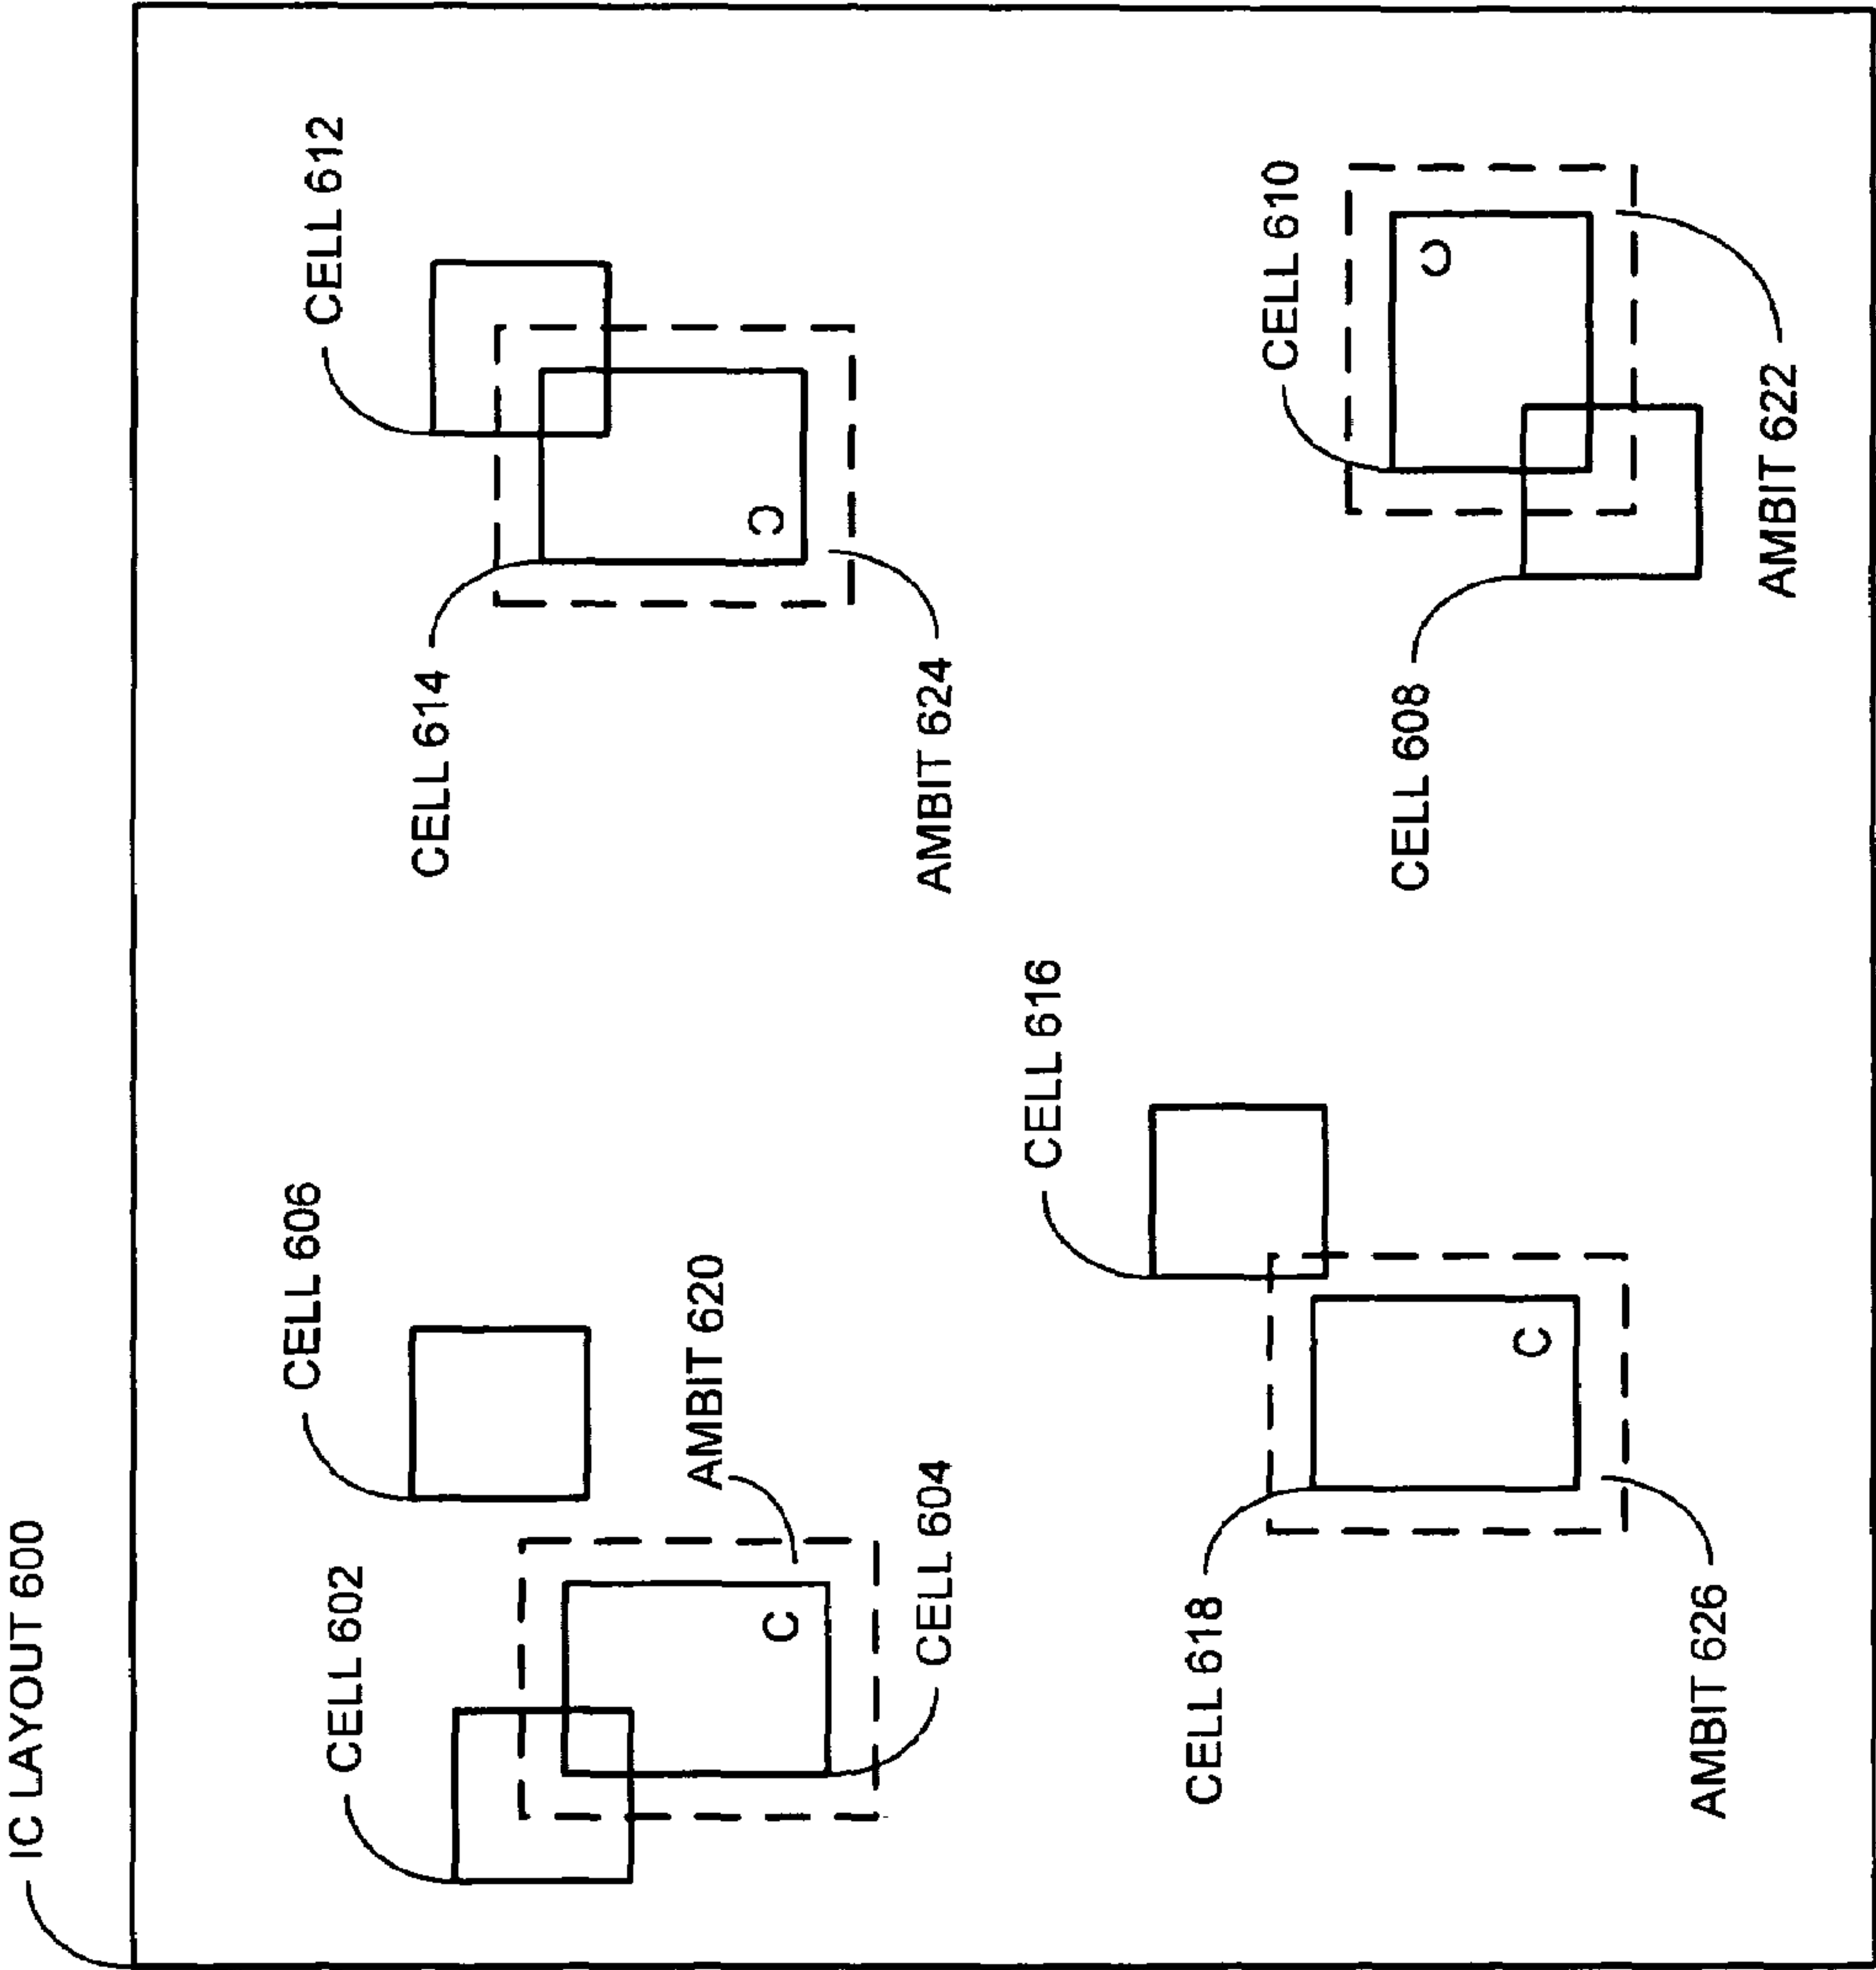 IC LAYOUT 600
CELL 602
CELL 606
CELL 612
CELL 614
AMBIT 620
C
C
CELL 604
AMBIT 624
CELL 616
CELL 618
CELL 610
CELL 608
C
C
AMBIT 626
AMBIT 622